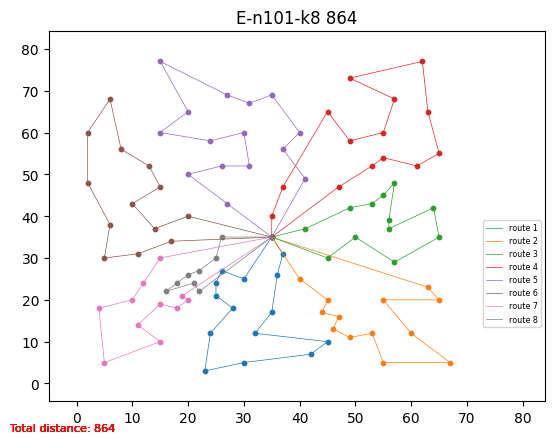 E-n101-k8 864
80
70
60
50
40
30
20
10
0
0 10 20 30 40 50 60 70 80
route 1
route 2
route 3
route 4
route 5
route 6
route 7
route 8
Total distance: 864